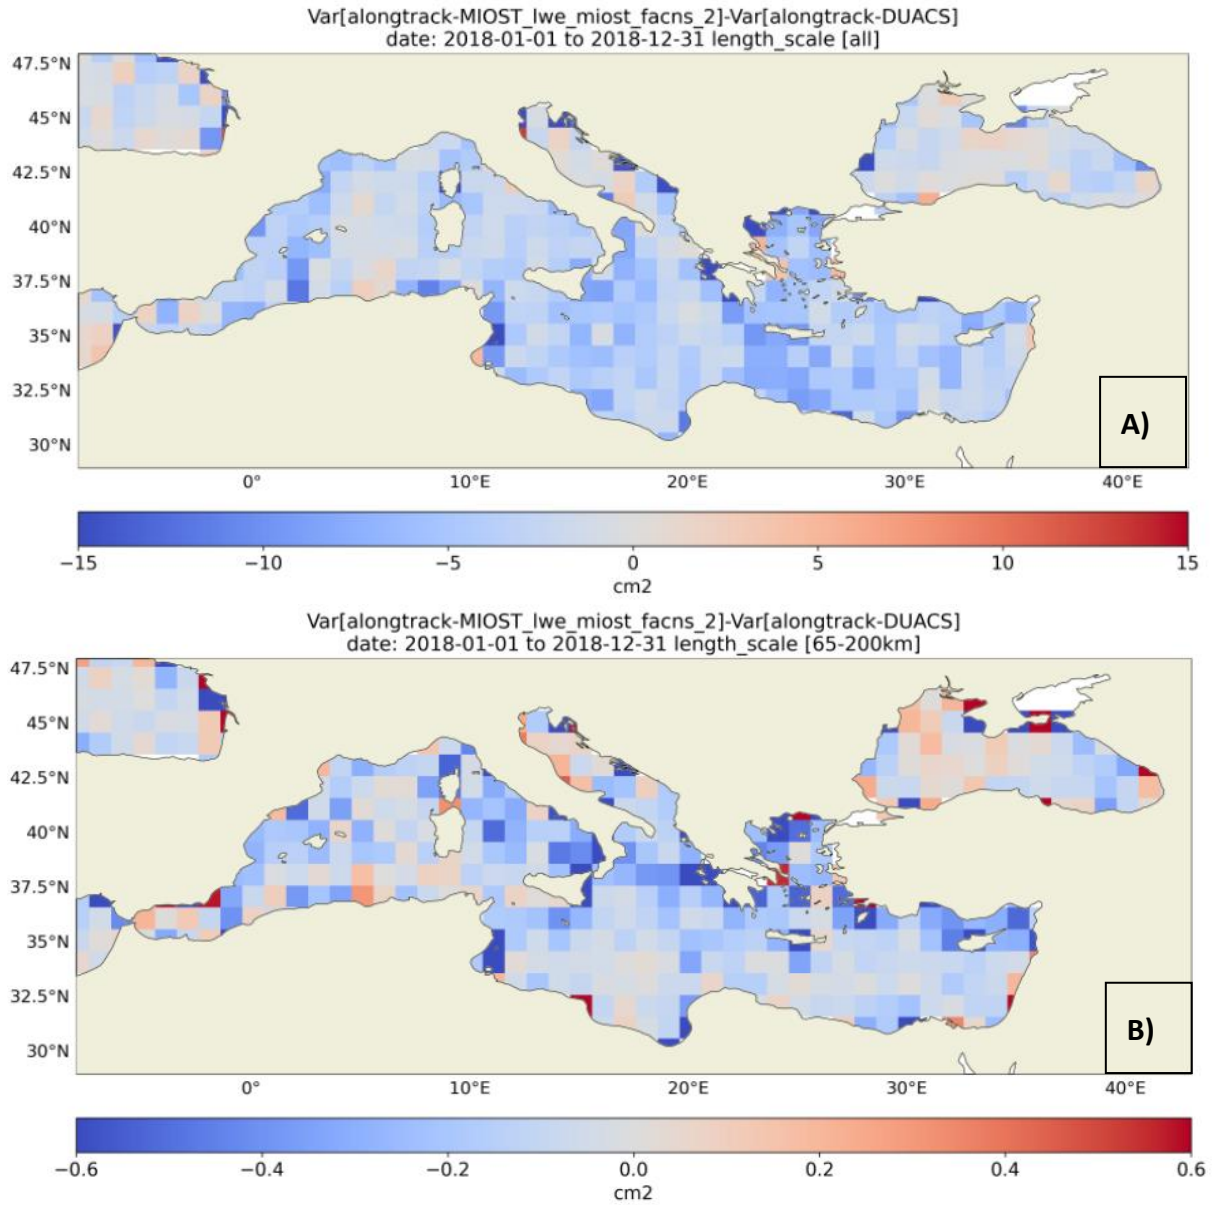 Var[alongtrack-MIOST_lwe_miost_facns_2]-Var[alongtrack-DUACS]
date: 2018-01-01 to 2018-12-31 length_scale [all]
47.5°N
45°N
42.5°N
40°N
37.5°N
35°N
32.5°N
30°N
A)
0° 10°E 20°E 30°E 40°E
−15 −10 −5 0 5 10 15
cm2
Var[alongtrack-MIOST_lwe_miost_facns_2]-Var[alongtrack-DUACS]
date: 2018-01-01 to 2018-12-31 length_scale [65-200km]
47.5°N
45°N
42.5°N
40°N
37.5°N
35°N
32.5°N
30°N
B)
0° 10°E 20°E 30°E 40°E
−0.6 −0.4 −0.2 0.0 0.2 0.4 0.6
cm2